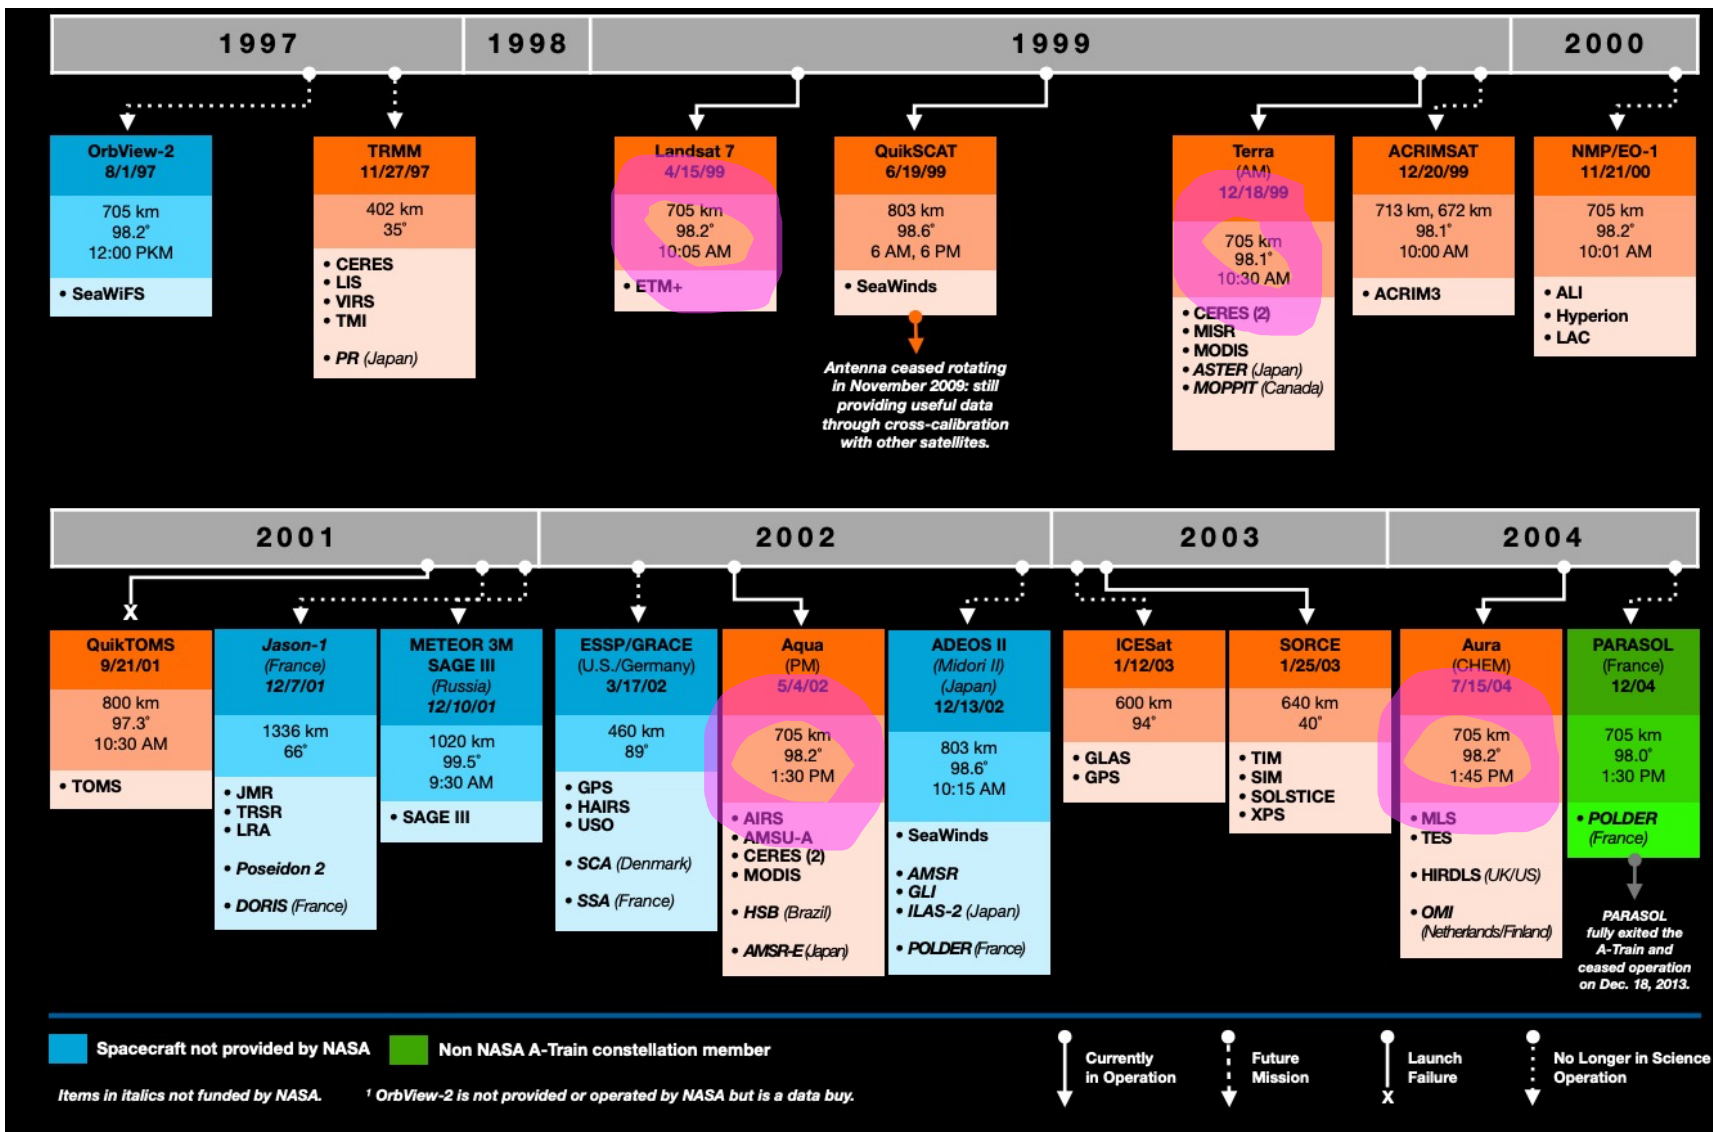 1997
1998
1999
2000
OrbView-2
8/1/97
705 km
98.2°
12:00 PKM
• SeaWiFS
TRMM
11/27/97
402 km
35°
• CERES
• LIS
• VIRS
• TMI
• PR (Japan)
Landsat 7
4/15/99
705 km
98.2°
10:05 AM
• ETM+
QuikSCAT
6/19/99
803 km
98.6°
6 AM, 6 PM
• SeaWinds
Antenna ceased rotating
in November 2009: still
providing useful data
through cross-calibration
with other satellites.
Terra
(AM)
12/18/99
705 km
98.1°
10:30 AM
• CERES (2)
• MISR
• MODIS
• ASTER (Japan)
• MOPPIT (Canada)
ACRIMSAT
12/20/99
713 km, 672 km
98.1°
10:00 AM
• ACRIM3
NMP/EO-1
11/21/00
705 km
98.2°
10:01 AM
• ALI
• Hyperion
• LAC
2001
2002
2003
2004
X
QuikTOMS
9/21/01
800 km
97.3°
10:30 AM
• TOMS
Jason-1
(France)
12/7/01
1336 km
66°
• JMR
• TRSR
• LRA
• Poseidon 2
• DORIS (France)
METEOR 3M
SAGE III
(Russia)
12/10/01
1020 km
99.5°
9:30 AM
• SAGE III
ESSP/GRACE
(U.S./Germany)
3/17/02
460 km
89°
• GPS
• HAIRS
• USO
• SCA (Denmark)
• SSA (France)
Aqua
(PM)
5/4/02
705 km
98.2°
1:30 PM
• AIRS
• AMSU-A
• CERES (2)
• MODIS
• HSB (Brazil)
• AMSR-E (Japan)
ADEOS II
(Midori II)
(Japan)
12/13/02
803 km
98.6°
10:15 AM
• SeaWinds
• AMSR
• GLI
• ILAS-2 (Japan)
• POLDER (France)
ICESat
1/12/03
600 km
94°
• GLAS
• GPS
SORCE
1/25/03
640 km
40°
• TIM
• SIM
• SOLSTICE
• XPS
Aura
(CHEM)
7/15/04
705 km
98.2°
1:45 PM
• MLS
• TES
• HIRDLS (UK/US)
• OMI
(Netherlands/Finland)
PARASOL
(France)
12/04
705 km
98.0°
1:30 PM
• POLDER
(France)
PARASOL
fully exited the
A-Train and
ceased operation
on Dec. 18, 2013.
Spacecraft not provided by NASA
Non NASA A-Train constellation member
Items in italics not funded by NASA.
¹ OrbView-2 is not provided or operated by NASA but is a data buy.
Currently
in Operation
Future
Mission
X
Launch
Failure
No Longer in Science
Operation